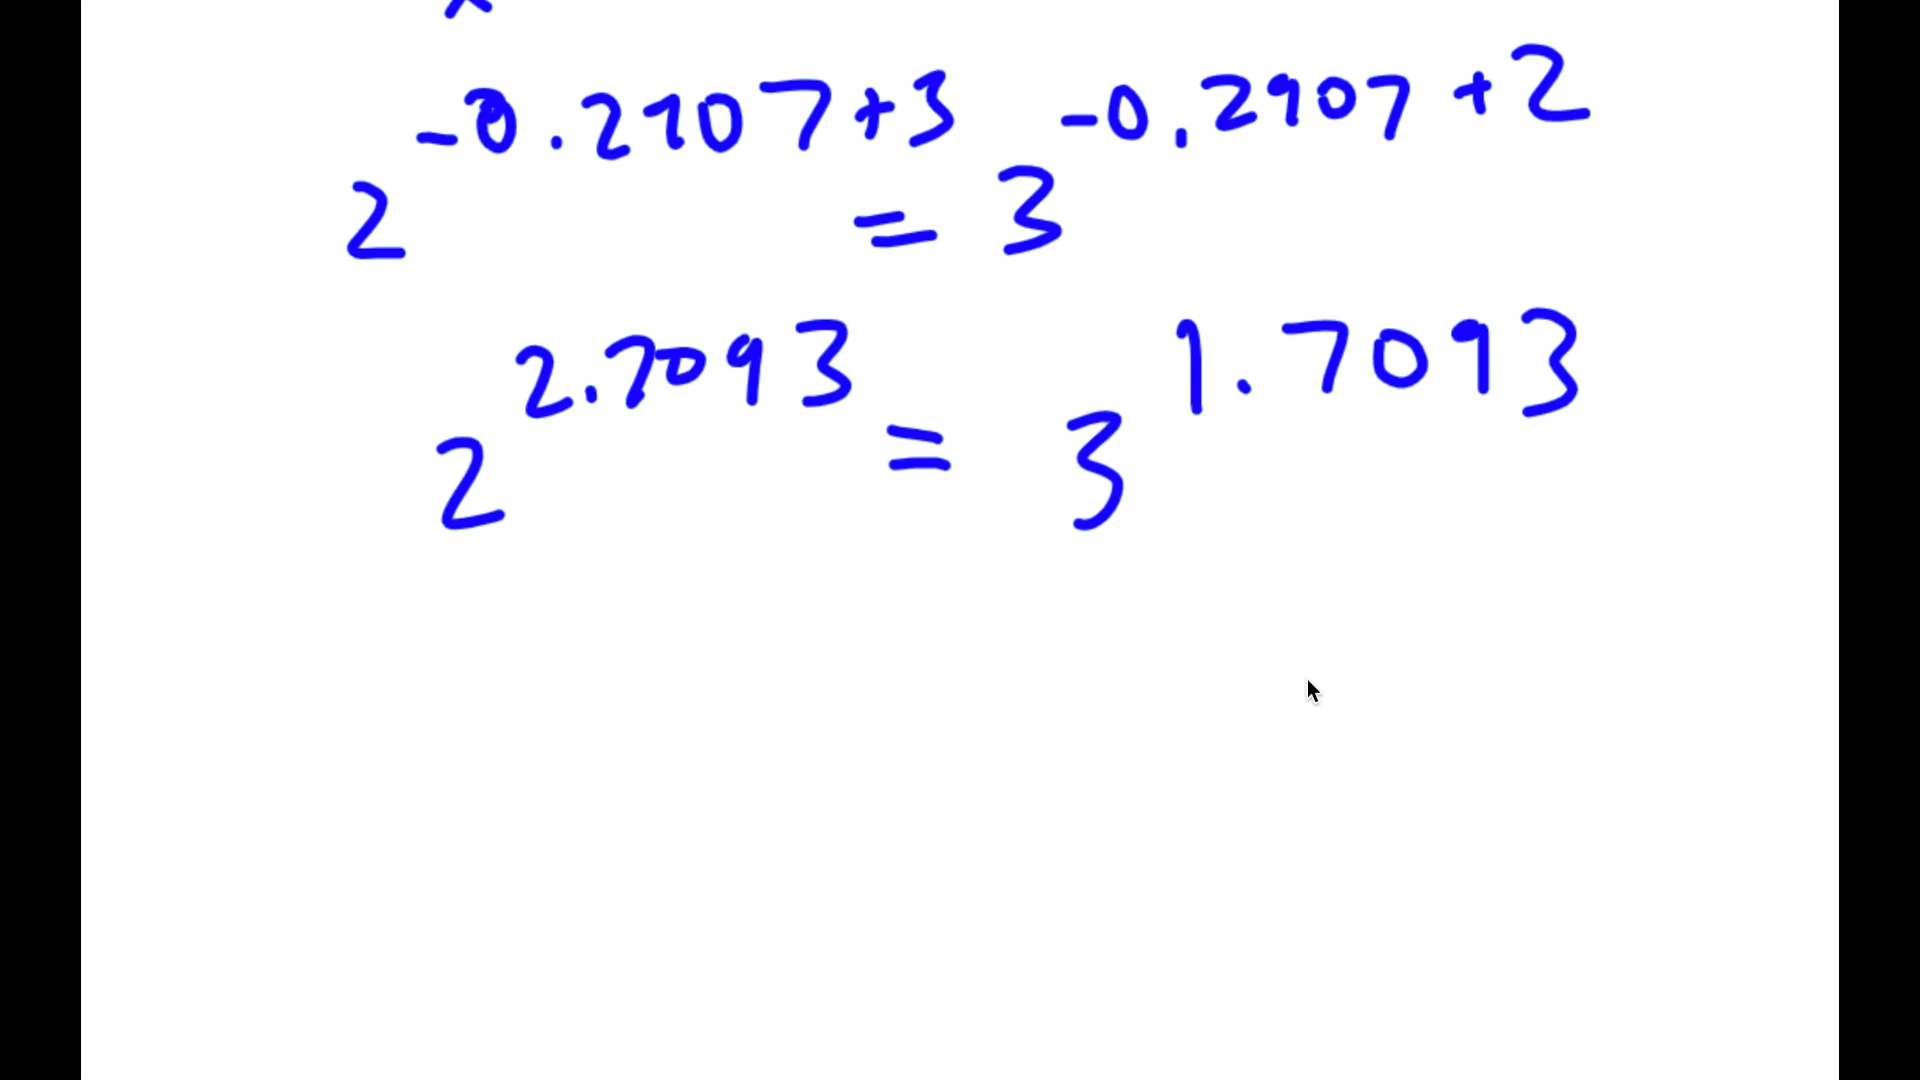 2^-0.2907+3 = 3^-0.2907+2
2^2.7093 = 3^1.7093